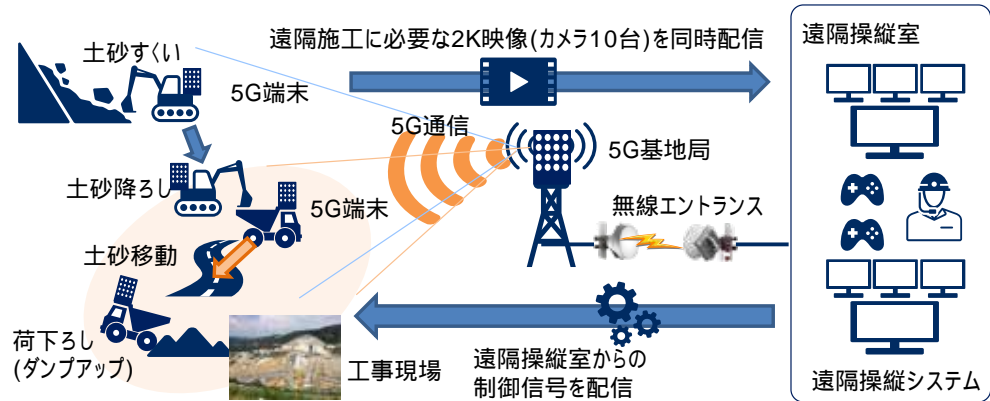 遠隔施工に必要な2K映像(カメラ10台)を同時配信
遠隔操縦室
土砂すくい
5G端末
5G通信
5G基地局
土砂降ろし
5G端末
無線エントランス
土砂移動
荷下ろし
(ダンプアップ)
工事現場
遠隔操縦室からの
制御信号を配信
遠隔操縦システム